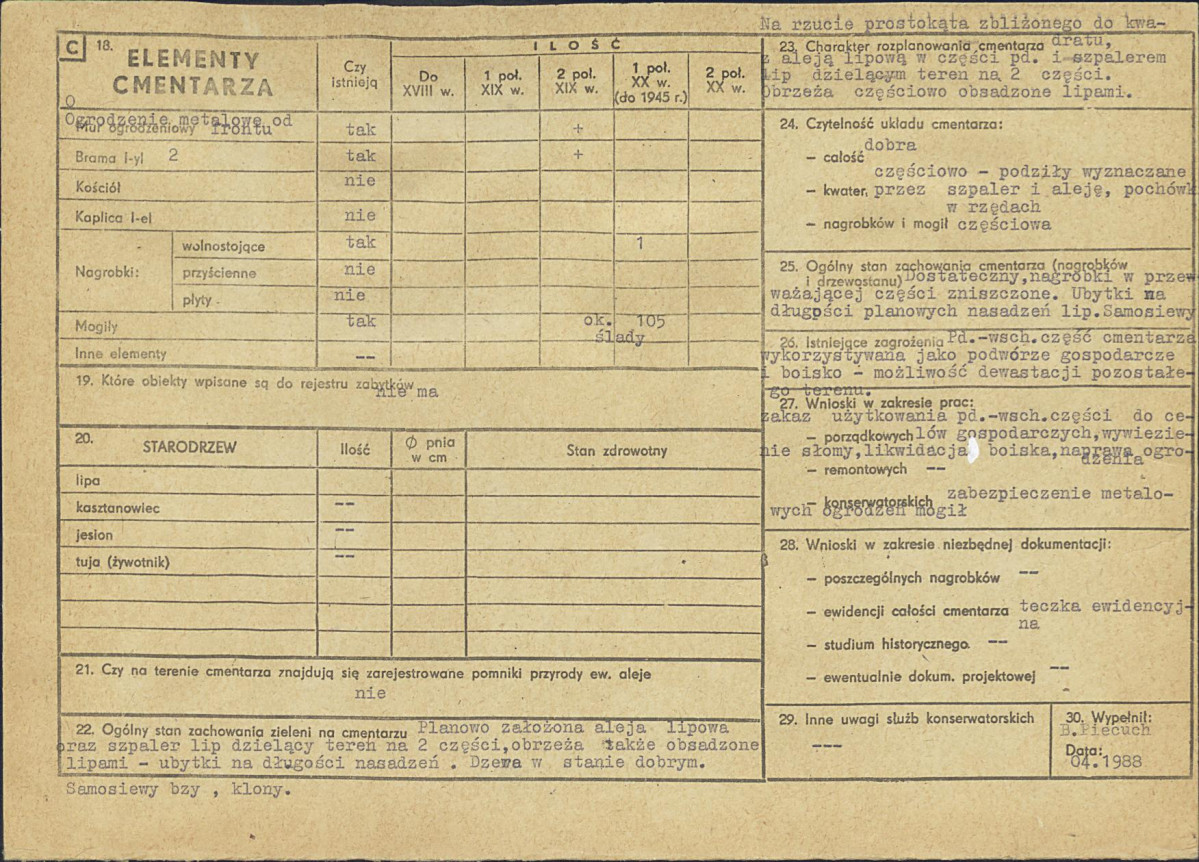 C 18. ELEMENTY CMENTARZA
Czy istnieją
I L O Ś Ć
Do XVIII w.
1 poł. XIX w.
2 poł. XIX w.
1 poł. XX w. (do 1945 r.)
2 poł. XX w.
O
Ogrodzenie metalowe od
Mur ogrodzeniowy frontu tak +
Brama I-yl 2 tak +
Kościół nie
Kaplica I-el nie
Nagrobki:
wolnostojące tak 1
przyścienne nie
płyty nie
Mogiły tak ok. 105
ślady
Inne elementy --
19. Które obiekty wpisane są do rejestru zabytków
nie ma
20. STARODRZEW Ilość Ø pnia w cm Stan zdrowotny
lipa
kasztanowiec --
jesion --
tuja (żywotnik) --
21. Czy na terenie cmentarza znajdują się zarejestrowane pomniki przyrody ew. aleje
nie
22. Ogólny stan zachowania zieleni na cmentarzu Planowo założona aleja lipowa
oraz szpaler lip dzielący tereń na 2 części,obrzeża także obsadzone
lipami - ubytki na długości nasadzeń . Dzewa w stanie dobrym.
Samosiewy bzy , klony.
Na rzucie prostokąta zbliżonego do kwa-
23. Charakter rozplanowania cmentarza dratu,
z aleją lipową w części pd. i szpalerem
lip dzielącym teren na 2 części.
Obrzeża częściowo obsadzone lipami.
24. Czytelność układu cmentarza:
– całość dobra
częściowo - podziły wyznaczane
– kwater, przez szpaler i aleję, pochówk
w rzędach
– nagrobków i mogił częściowa
25. Ogólny stan zachowania cmentarza (nagrobków
i drzewostanu) Dostateczny,nagrobki w przew
ważającej części zniszczone. Ubytki na
długości planowych nasadzeń lip.Samosiewy
26. Istniejące zagrożenia Pd.-wsch.część cmentarza
wykorzystywana jako podwórze gospodarcze
i boisko - możliwość dewastacji pozostałe-
go terenu.
27. Wnioski w zakresie prac:
zakaz użytkowania pd.-wsch.części do ce-
– porządkowych lów gospodarczych,wywiezie-
nie słomy,likwidacja boiska,naprawa ogro-
dzenia
– remontowych --
– konserwatorskich zabezpieczenie metalo-
wych ogrodzeń mogił
28. Wnioski w zakresie niezbędnej dokumentacji:
– poszczególnych nagrobków --
– ewidencji całości cmentarza teczka ewidencyj-
na
– studium historycznego. --
– ewentualnie dokum. projektowej --
29. Inne uwagi służb konserwatorskich
---
30. Wypełnił:
B.Piecuch
Data:
04.1988